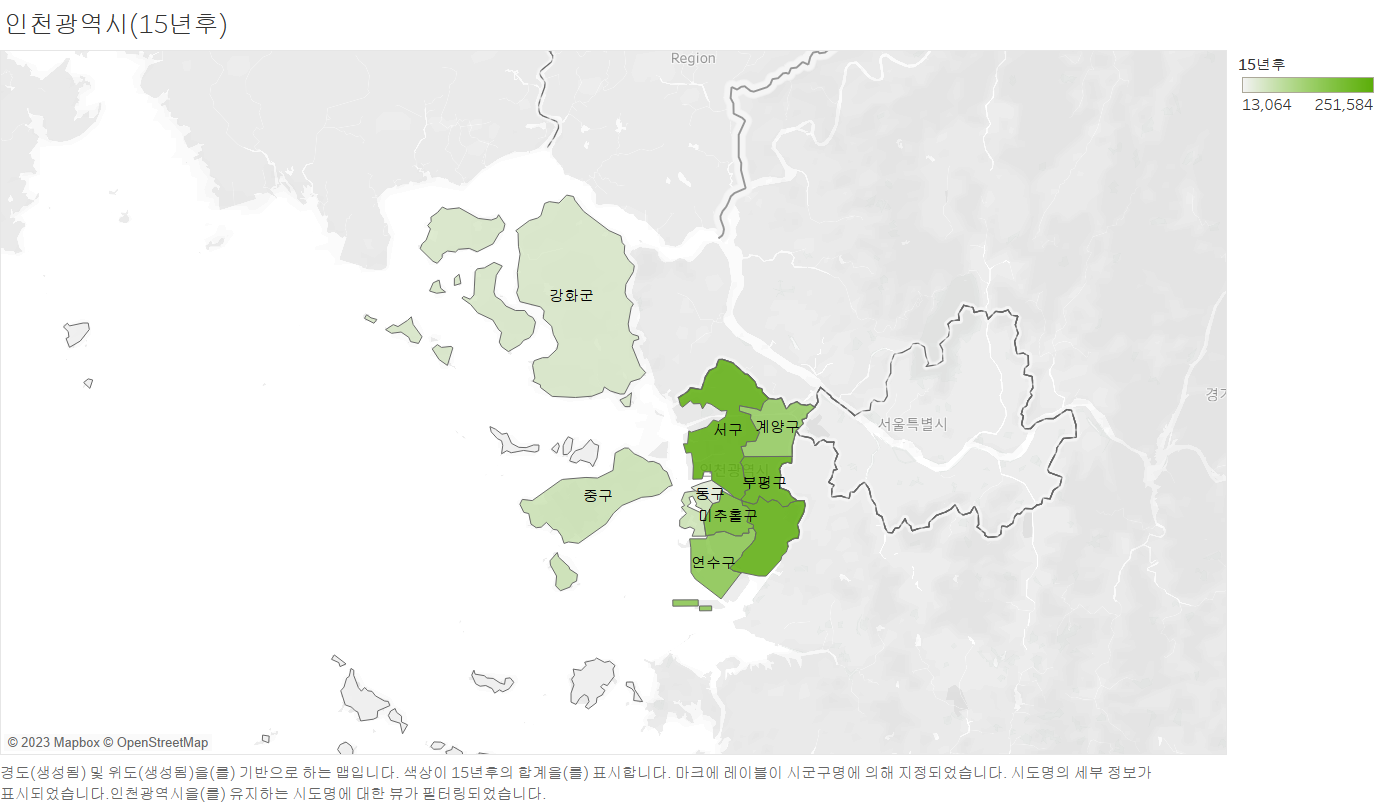 인천광역시(15년후)
Region
15년후
13,064 251,584
강화군
경기
서울특별시
서구
계양구
인천광역시
부평구
중구
동구
미추홀구
연수구
© 2023 Mapbox © OpenStreetMap
경도(생성됨) 및 위도(생성됨)을(를) 기반으로 하는 맵입니다. 색상이 15년후의 합계을(를) 표시합니다. 마크에 레이블이 시군구명에 의해 지정되었습니다. 시도명의 세부 정보가
표시되었습니다.인천광역시을(를) 유지하는 시도명에 대한 뷰가 필터링되었습니다.